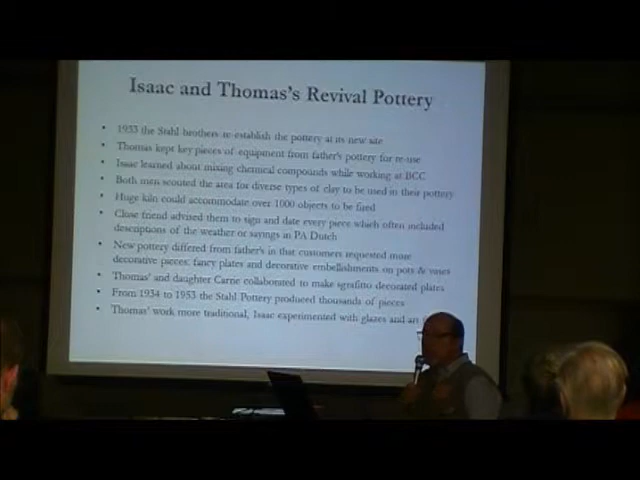 Isaac and Thomas's Revival Pottery
• 1933 the Stahl brothers re-establish the pottery at its new site
• Thomas kept key pieces of equipment from father's pottery for re-use
• Isaac learned about mixing chemical compounds while working at BCC
• Both men scouted the area for diverse types of clay to be used in their pottery
• Huge kiln could accommodate over 1000 objects to be fired
• Close friend advised them to sign and date every piece which often included
descriptions of the weather or sayings in PA Dutch
• New pottery differed from father's in that customers requested more
decorative pieces: fancy plates and decorative embellishments on pots & vases
• Thomas' and daughter Carrie collaborated to make sgrafitto decorated plates
• From 1934 to 1953 the Stahl Pottery produced thousands of pieces
• Thomas' work more traditional, Isaac experimented with glazes and art